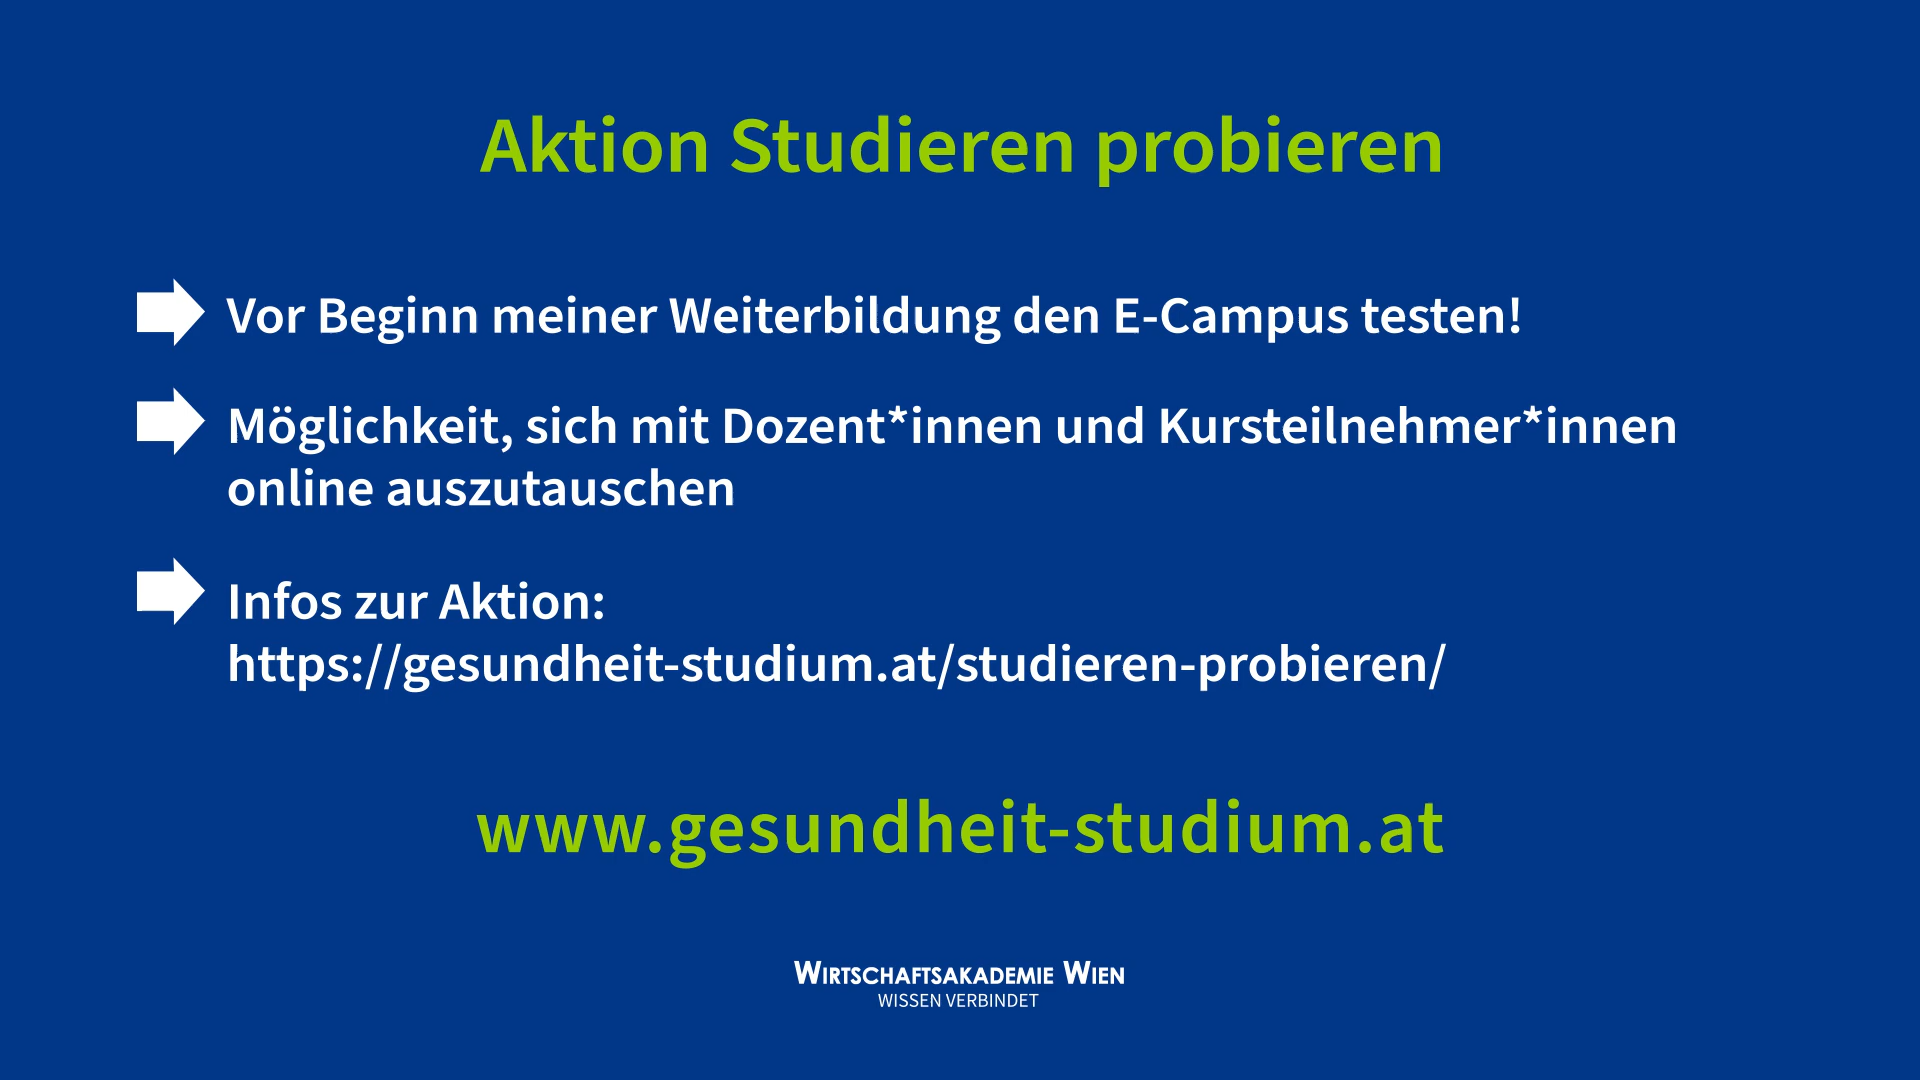 Aktion Studieren probieren
Vor Beginn meiner Weiterbildung den E-Campus testen!
Möglichkeit, sich mit Dozent*innen und Kursteilnehmer*innen
online auszutauschen
Infos zur Aktion:
https://gesundheit-studium.at/studieren-probieren/
www.gesundheit-studium.at
WIRTSCHAFTSAKADEMIE WIEN
WISSEN VERBINDET